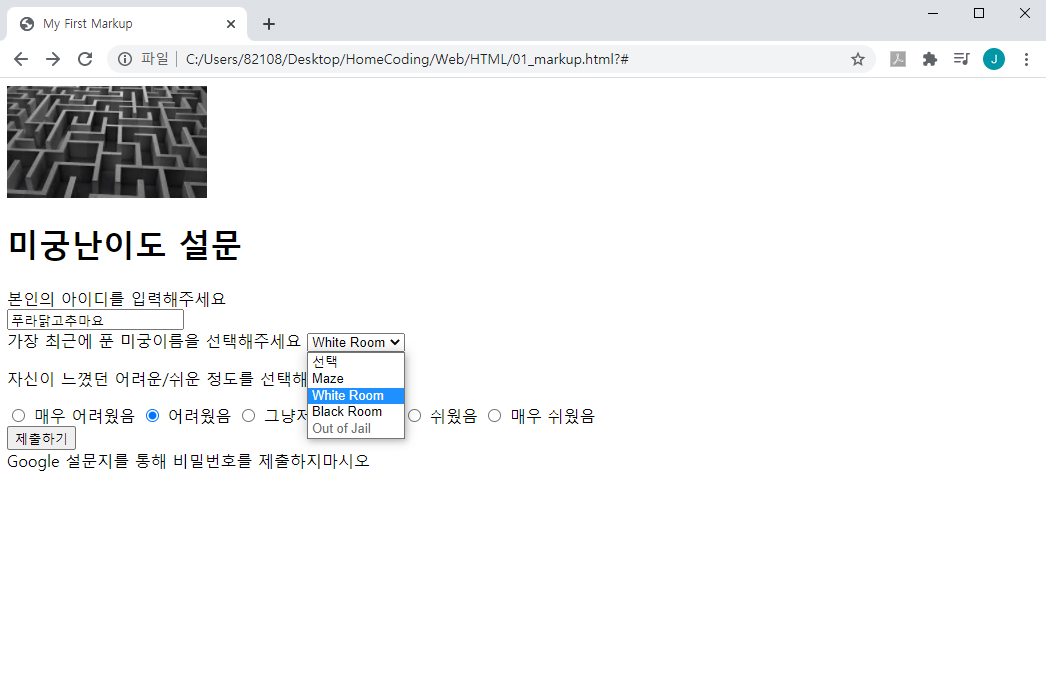 My First Markup
파일 C:/Users/82108/Desktop/HomeCoding/Web/HTML/01_markup.html?# J
미궁난이도 설문
본인의 아이디를 입력해주세요
푸라닭고추마요
가장 최근에 푼 미궁이름을 선택해주세요 White Room
선택
자신이 느꼈던 어려운/쉬운 정도를 선택해
Maze
White Room
Black Room
Out of Jail
매우 어려웠음 어려웠음 쉬웠음 매우 쉬웠음
제출하기
Google 설문지를 통해 비밀번호를 제출하지마시오